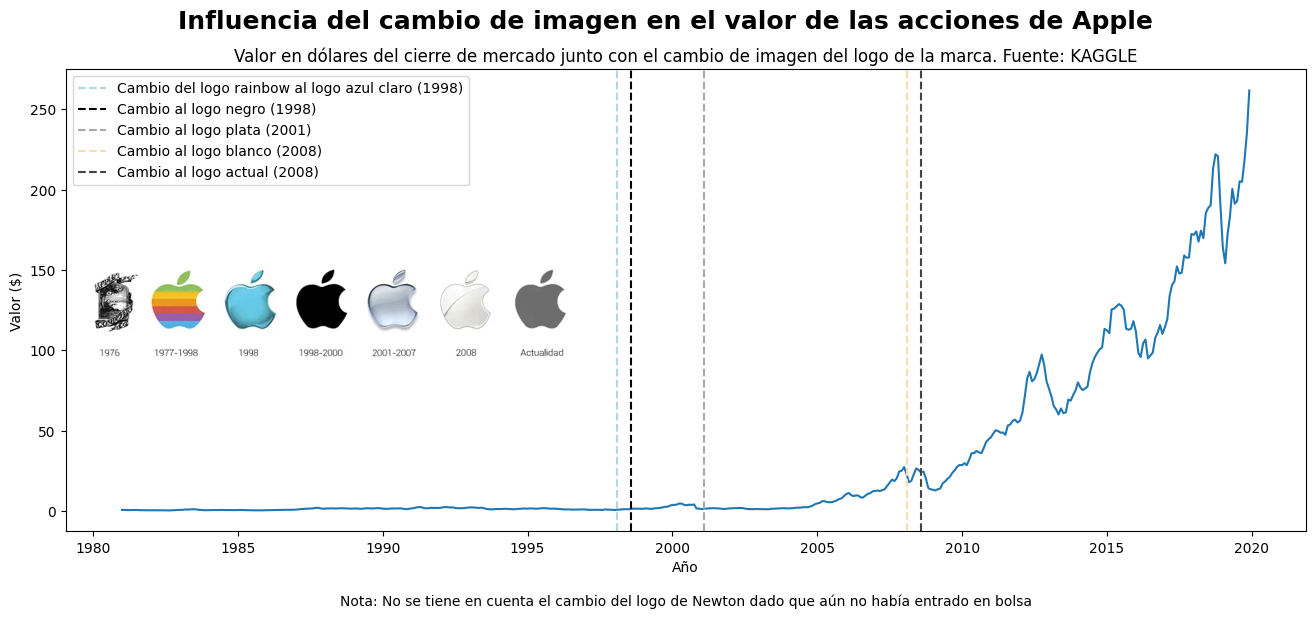 Influencia del cambio de imagen en el valor de las acciones de Apple
Valor en dólares del cierre de mercado junto con el cambio de imagen del logo de la marca. Fuente: KAGGLE
Cambio del logo rainbow al logo azul claro (1998)
Cambio al logo negro (1998)
Cambio al logo plata (2001)
Cambio al logo blanco (2008)
Cambio al logo actual (2008)
Valor ($)
250
200
150
100
50
0
1976 1977-1998 1998 1998-2000 2001-2007 2008 Actualidad
1980 1985 1990 1995 2000 2005 2010 2015 2020
Año
Nota: No se tiene en cuenta el cambio del logo de Newton dado que aún no había entrado en bolsa